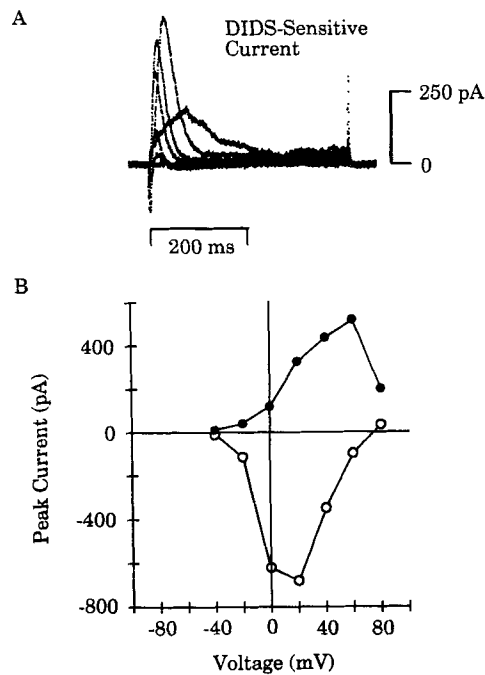 A
DIDS-Sensitive
Current
250 pA
0
200 ms
B
400
0
-400
-800
Peak Current (pA)
-80
-40
0
40
80
Voltage (mV)